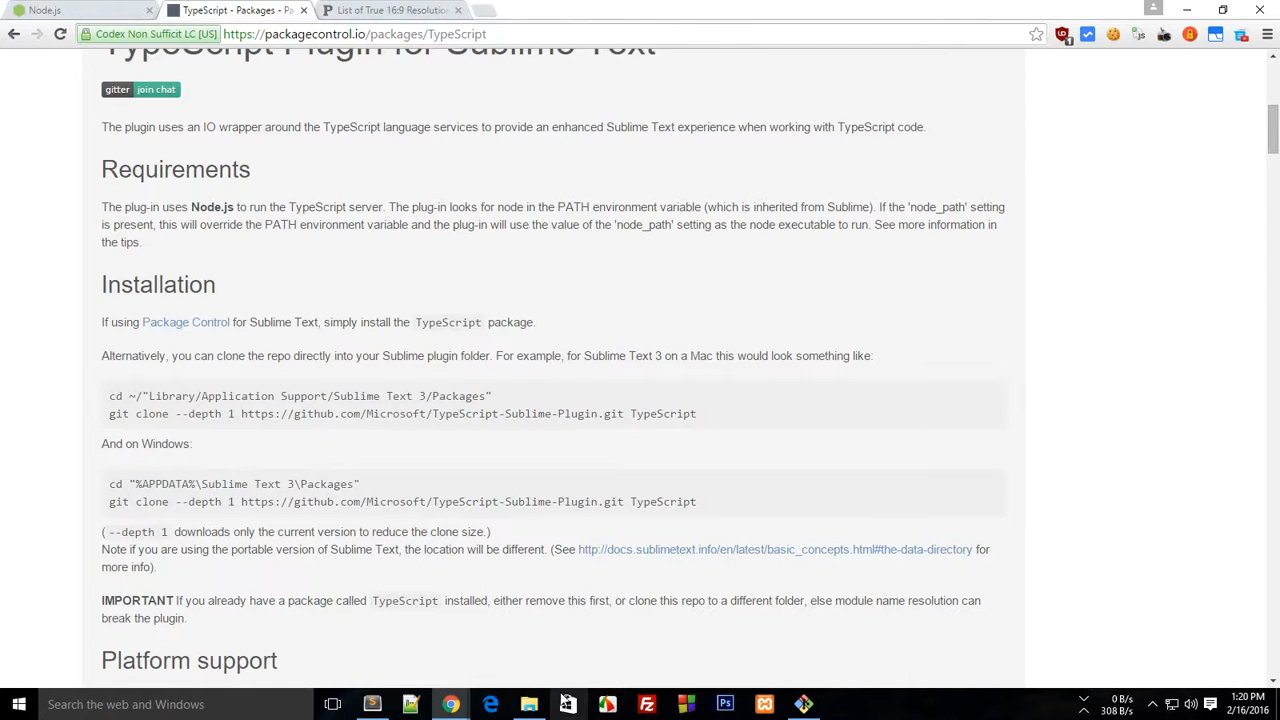 Node.js
TypeScript - Packages - Pa
List of True 16:9 Resolutio
Codex Non Sufficit LC [US]
https://packagecontrol.io/packages/TypeScript
TypeScript Plugin for Sublime Text
gitter join chat
The plugin uses an IO wrapper around the TypeScript language services to provide an enhanced Sublime Text experience when working with TypeScript code.
Requirements
The plug-in uses Node.js to run the TypeScript server. The plug-in looks for node in the PATH environment variable (which is inherited from Sublime). If the 'node_path' setting
is present, this will override the PATH environment variable and the plug-in will use the value of the 'node_path' setting as the node executable to run. See more information in
the tips.
Installation
If using Package Control for Sublime Text, simply install the TypeScript package.
Alternatively, you can clone the repo directly into your Sublime plugin folder. For example, for Sublime Text 3 on a Mac this would look something like:
cd ~/"Library/Application Support/Sublime Text 3/Packages"
git clone --depth 1 https://github.com/Microsoft/TypeScript-Sublime-Plugin.git TypeScript
And on Windows:
cd "%APPDATA%\Sublime Text 3\Packages"
git clone --depth 1 https://github.com/Microsoft/TypeScript-Sublime-Plugin.git TypeScript
( --depth 1 downloads only the current version to reduce the clone size.)
Note if you are using the portable version of Sublime Text, the location will be different. (See http://docs.sublimetext.info/en/latest/basic_concepts.html#the-data-directory for
more info).
IMPORTANT If you already have a package called TypeScript installed, either remove this first, or clone this repo to a different folder, else module name resolution can
break the plugin.
Platform support
Search the web and Windows
0 B/s
308 B/s
1:20 PM
2/16/2016